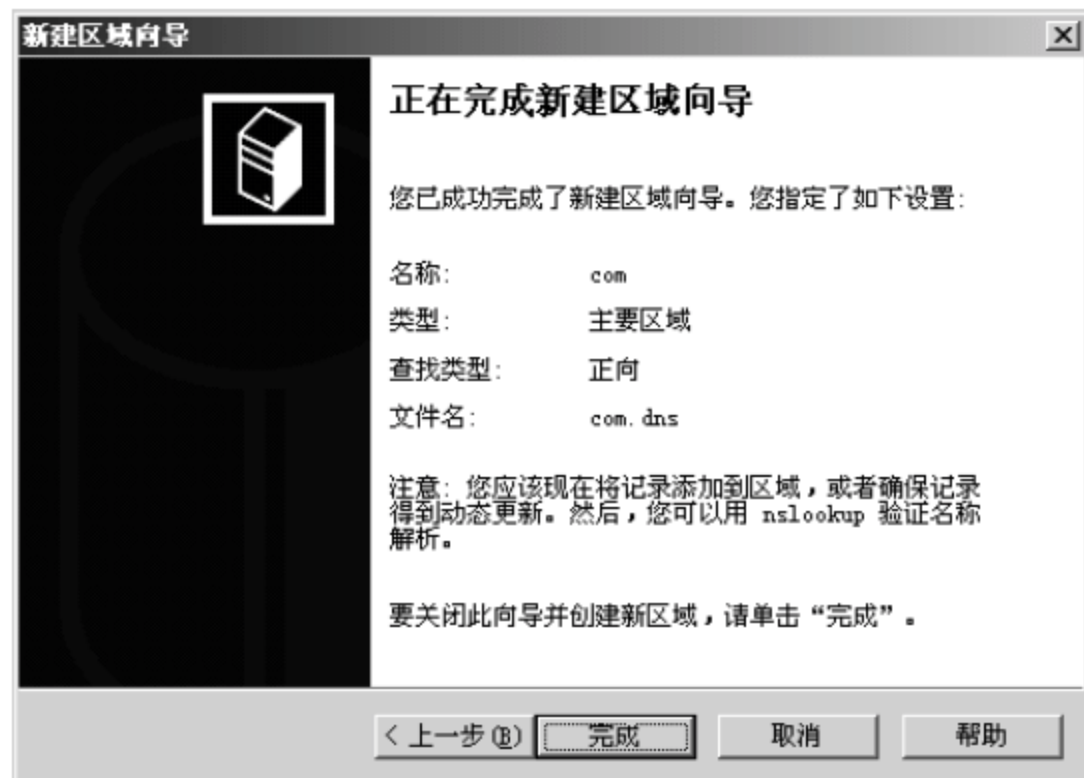 新建区域向导
正在完成新建区域向导
您已成功完成了新建区域向导。您指定了如下设置:
名称: com
类型: 主要区域
查找类型: 正向
文件名: com.dns
注意: 您应该现在将记录添加到区域，或者确保记录
得到动态更新。然后，您可以用 nslookup 验证名称
解析。
要关闭此向导并创建新区域，请单击“完成”。
< 上一步(B) 完成 取消 帮助